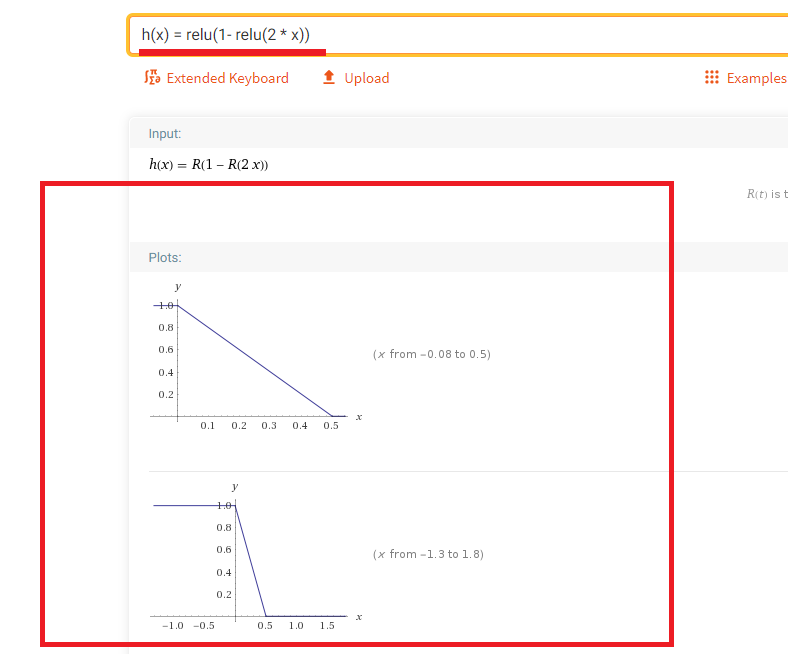 h(x) = relu(1- relu(2 * x))
Extended Keyboard Upload Examples
Input:
h(x) = R(1 − R(2 x))
R(t) is t
Plots:
y
1.0
0.8
0.6
0.4
0.2
0.1 0.2 0.3 0.4 0.5
x
(x from −0.08 to 0.5)
y
1.0
0.8
0.6
0.4
0.2
−1.0 −0.5 0.5 1.0 1.5
x
(x from −1.3 to 1.8)